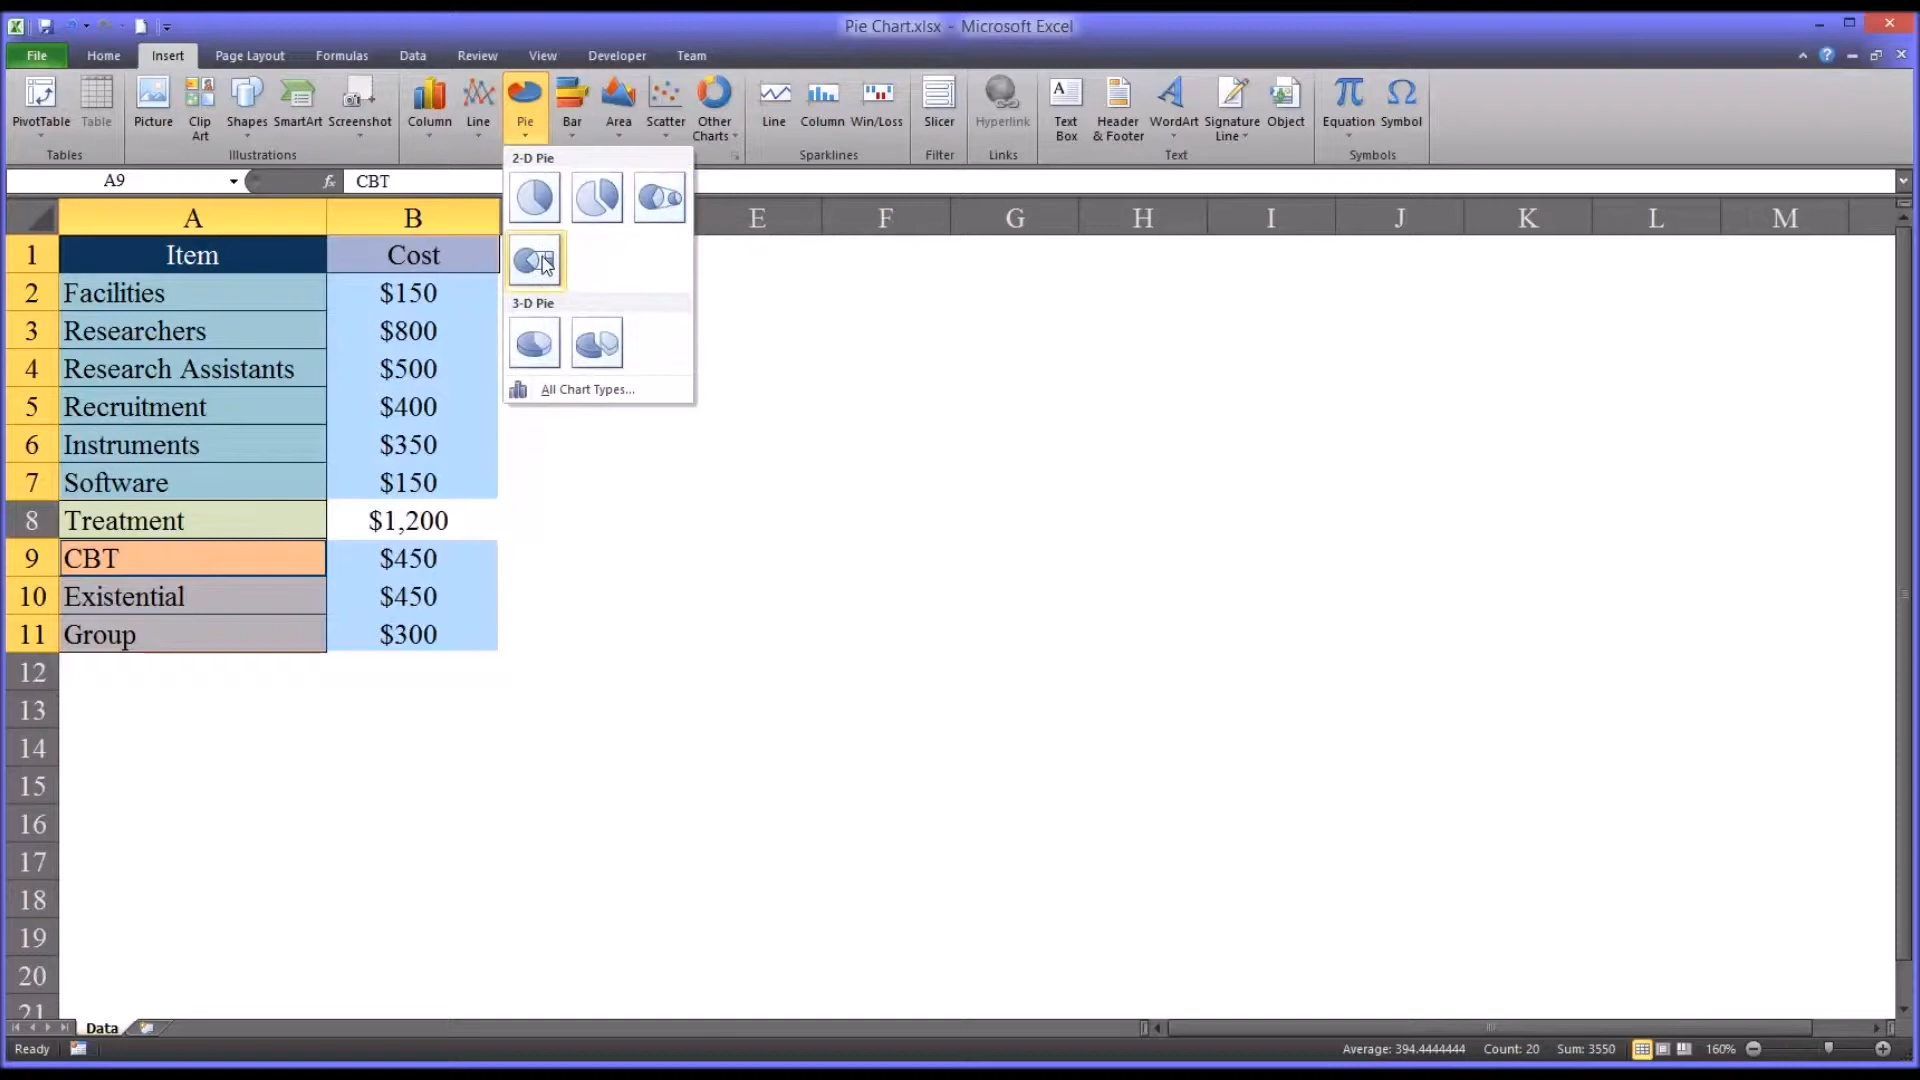 Pie Chart.xlsx - Microsoft Excel
File Home Insert Page Layout Formulas Data Review View Developer Team
PivotTable Table Picture Clip Art Shapes SmartArt Screenshot Column Line Pie Bar Area Scatter Other Charts Line Column Win/Loss Slicer Hyperlink Text Box Header & Footer WordArt Signature Line Object Equation Symbol
Tables Illustrations Sparklines Filter Links Text Symbols
A9 fx CBT
2-D Pie
3-D Pie
All Chart Types...
A B E F G H I J K L M
1 Item Cost
2 Facilities $150
3 Researchers $800
4 Research Assistants $500
5 Recruitment $400
6 Instruments $350
7 Software $150
8 Treatment $1,200
9 CBT $450
10 Existential $450
11 Group $300
12
13
14
15
16
17
18
19
20
21
Data
Ready Average: 394.4444444 Count: 20 Sum: 3550 160%